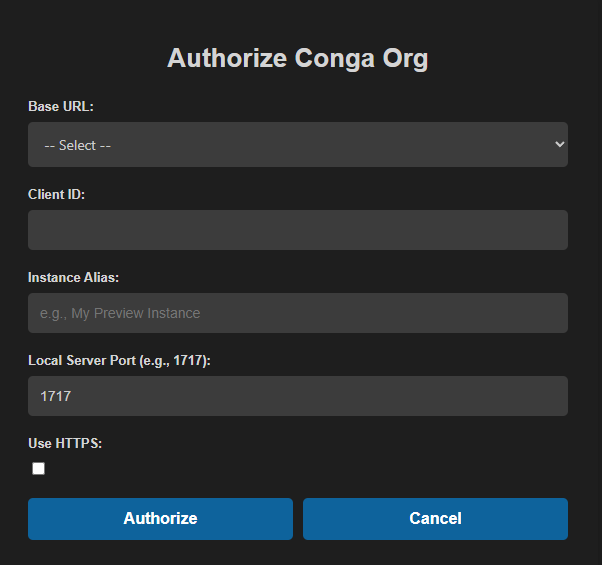 Authorize Conga Org
Base URL:
-- Select --
Client ID:
Instance Alias:
e.g., My Preview Instance
Local Server Port (e.g., 1717):
1717
Use HTTPS:
Authorize
Cancel